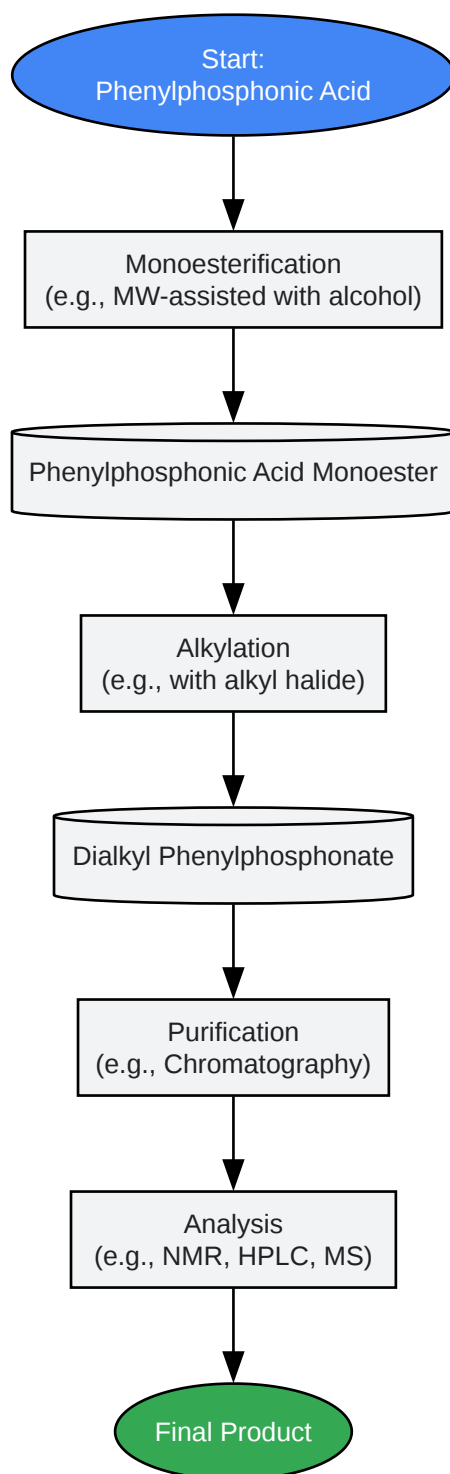 Start:
Phenylphosphonic Acid
Monoesterification
(e.g., MW-assisted with alcohol)
Phenylphosphonic Acid Monoester
Alkylation
(e.g., with alkyl halide)
Dialkyl Phenylphosphonate
Purification
(e.g., Chromatography)
Analysis
(e.g., NMR, HPLC, MS)
Final Product